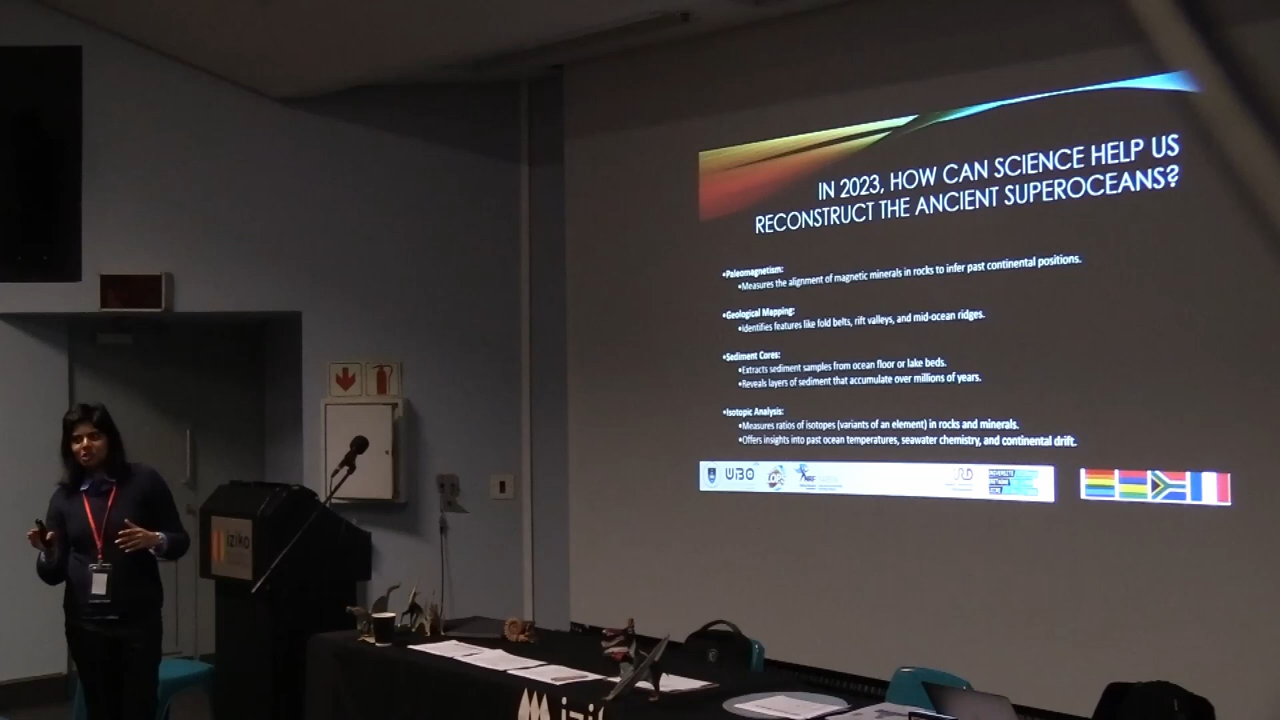 IN 2023, HOW CAN SCIENCE HELP US
RECONSTRUCT THE ANCIENT SUPEROCEANS?
•Paleomagnetism:
•Measures the alignment of magnetic minerals in rocks to infer past continental positions.
•Geological Mapping:
•Identifies features like fold belts, rift valleys, and mid-ocean ridges.
•Sediment Cores:
•Extracts sediment samples from ocean floor or lake beds.
•Reveals layers of sediment that accumulate over millions of years.
•Isotopic Analysis:
•Measures ratios of isotopes (variants of an element) in rocks and minerals.
•Offers insights into past ocean temperatures, seawater chemistry, and continental drift.
UBO
NRF
iziko